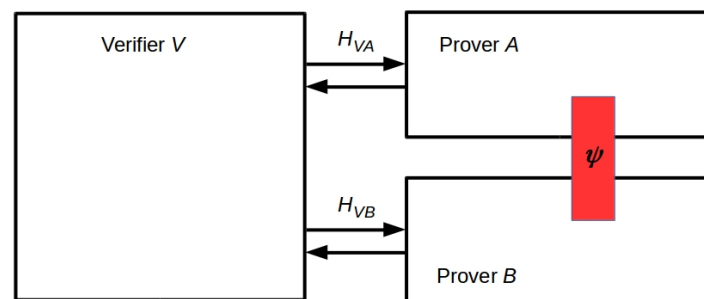 Verifier V
H_VA
Prover A
ψ
H_VB
Prover B